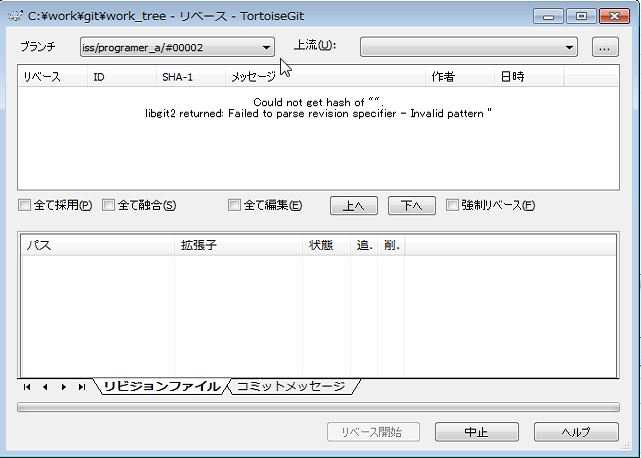 C:¥work¥git¥work_tree - リベース - TortoiseGit
ブランチ iss/programer_a/#00002 上流(U): ...
リベース ID SHA-1 メッセージ 作者 日時
Could not get hash of "".
libgit2 returned: Failed to parse revision specifier - Invalid pattern "
全て採用(P) 全て融合(S) 全て編集(E) 上へ 下へ 強制リベース(F)
パス 拡張子 状態 追. 削.
リビジョンファイル コミットメッセージ
リベース開始 中止 ヘルプ